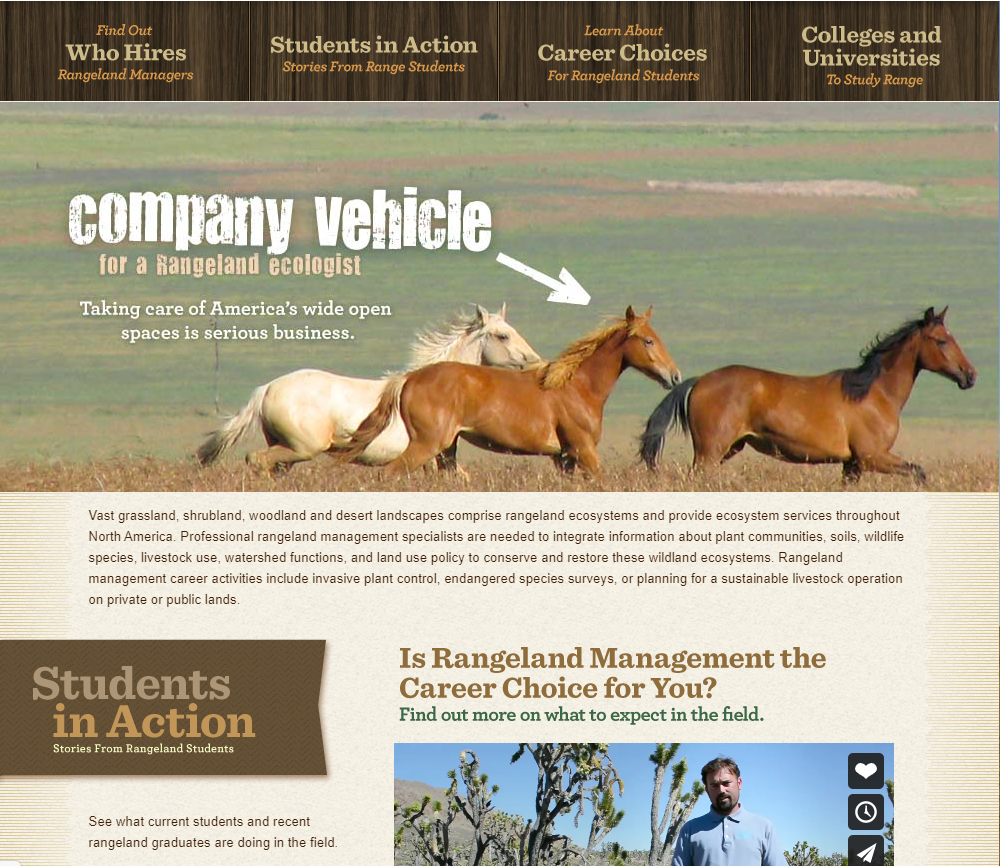 Find Out
Who Hires
Rangeland Managers
Students in Action
Stories From Range Students
Learn About
Career Choices
For Rangeland Students
Colleges and
Universities
To Study Range
company vehicle
for a Rangeland ecologist
Taking care of America's wide open
spaces is serious business.
Vast grassland, shrubland, woodland and desert landscapes comprise rangeland ecosystems and provide ecosystem services throughout
North America. Professional rangeland management specialists are needed to integrate information about plant communities, soils, wildlife
species, livestock use, watershed functions, and land use policy to conserve and restore these wildland ecosystems. Rangeland
management career activities include invasive plant control, endangered species surveys, or planning for a sustainable livestock operation
on private or public lands.
Students
in Action
Stories From Rangeland Students
See what current students and recent
rangeland graduates are doing in the field.
Is Rangeland Management the
Career Choice for You?
Find out more on what to expect in the field.